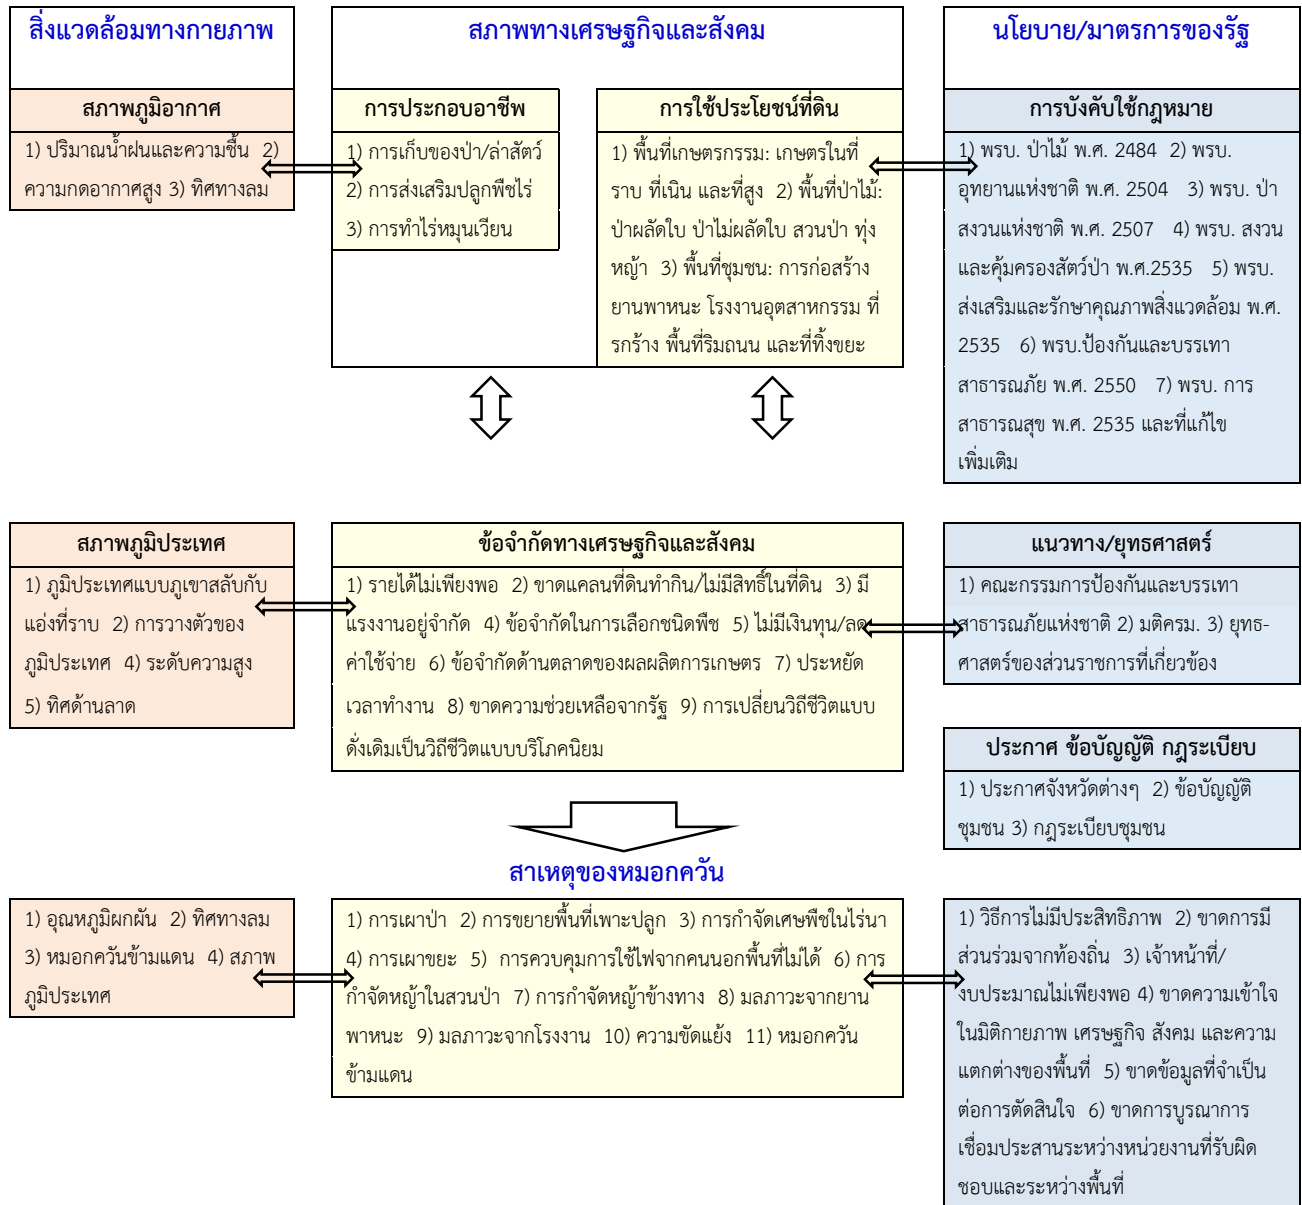 สิ่งแวดล้อมทางกายภาพ
สภาพภูมิอากาศ
1) ปริมาณน้ำฝนและความชื้น 2)
ความกดอากาศสูง 3) ทิศทางลม
สภาพทางเศรษฐกิจและสังคม
การประกอบอาชีพ
1) การเก็บของป่า/ล่าสัตว์
2) การส่งเสริมปลูกพืชไร่
3) การทำไร่หมุนเวียน
การใช้ประโยชน์ที่ดิน
1) พื้นที่เกษตรกรรม: เกษตรในที่
ราบ ที่เนิน และที่สูง 2) พื้นที่ป่าไม้:
ป่าผลัดใบ ป่าไม่ผลัดใบ สวนป่า ทุ่ง
หญ้า 3) พื้นที่ชุมชน: การก่อสร้าง
ยานพาหนะ โรงงานอุตสาหกรรม ที่
รกร้าง พื้นที่ริมถนน และที่ทิ้งขยะ
นโยบาย/มาตรการของรัฐ
การบังคับใช้กฎหมาย
1) พรบ. ป่าไม้ พ.ศ. 2484 2) พรบ.
อุทยานแห่งชาติ พ.ศ. 2504 3) พรบ. ป่า
สงวนแห่งชาติ พ.ศ. 2507 4) พรบ. สงวน
และคุ้มครองสัตว์ป่า พ.ศ.2535 5) พรบ.
ส่งเสริมและรักษาคุณภาพสิ่งแวดล้อม พ.ศ.
2535 6) พรบ.ป้องกันและบรรเทา
สาธารณภัย พ.ศ. 2550 7) พรบ. การ
สาธารณสุข พ.ศ. 2535 และที่แก้ไข
เพิ่มเติม
สภาพภูมิประเทศ
1) ภูมิประเทศแบบภูเขาสลับกับ
แอ่งที่ราบ 2) การวางตัวของ
ภูมิประเทศ 4) ระดับความสูง
5) ทิศด้านลาด
ข้อจำกัดทางเศรษฐกิจและสังคม
1) รายได้ไม่เพียงพอ 2) ขาดแคลนที่ดินทำกิน/ไม่มีสิทธิ์ในที่ดิน 3) มี
แรงงานอยู่จำกัด 4) ข้อจำกัดในการเลือกชนิดพืช 5) ไม่มีเงินทุน/ลด
ค่าใช้จ่าย 6) ข้อจำกัดด้านตลาดของผลผลิตการเกษตร 7) ประหยัด
เวลาทำงาน 8) ขาดความช่วยเหลือจากรัฐ 9) การเปลี่ยนวิถีชีวิตแบบ
ดั่งเดิมเป็นวิถีชีวิตแบบบริโภคนิยม
แนวทาง/ยุทธศาสตร์
1) คณะกรรมการป้องกันและบรรเทา
สาธารณภัยแห่งชาติ 2) มติครม. 3) ยุทธ-
ศาสตร์ของส่วนราชการที่เกี่ยวข้อง
ประกาศ ข้อบัญญัติ กฎระเบียบ
1) ประกาศจังหวัดต่างๆ 2) ข้อบัญญัติ
ชุมชน 3) กฎระเบียบชุมชน
สาเหตุของหมอกควัน
1) อุณหภูมิผกผัน 2) ทิศทางลม
3) หมอกควันข้ามแดน 4) สภาพ
ภูมิประเทศ
1) การเผาป่า 2) การขยายพื้นที่เพาะปลูก 3) การกำจัดเศษพืชในไร่นา
4) การเผาขยะ 5) การควบคุมการใช้ไฟจากคนนอกพื้นที่ไม่ได้ 6) การ
กำจัดหญ้าในสวนป่า 7) การกำจัดหญ้าข้างทาง 8) มลภาวะจากยาน
พาหนะ 9) มลภาวะจากโรงงาน 10) ความขัดแย้ง 11) หมอกควัน
ข้ามแดน
1) วิธีการไม่มีประสิทธิภาพ 2) ขาดการมี
ส่วนร่วมจากท้องถิ่น 3) เจ้าหน้าที่/
งบประมาณไม่เพียงพอ 4) ขาดความเข้าใจ
ในมิติกายภาพ เศรษฐกิจ สังคม และความ
แตกต่างของพื้นที่ 5) ขาดข้อมูลที่จำเป็น
ต่อการตัดสินใจ 6) ขาดการบูรณาการ
เชื่อมประสานระหว่างหน่วยงานที่รับผิด
ชอบและระหว่างพื้นที่